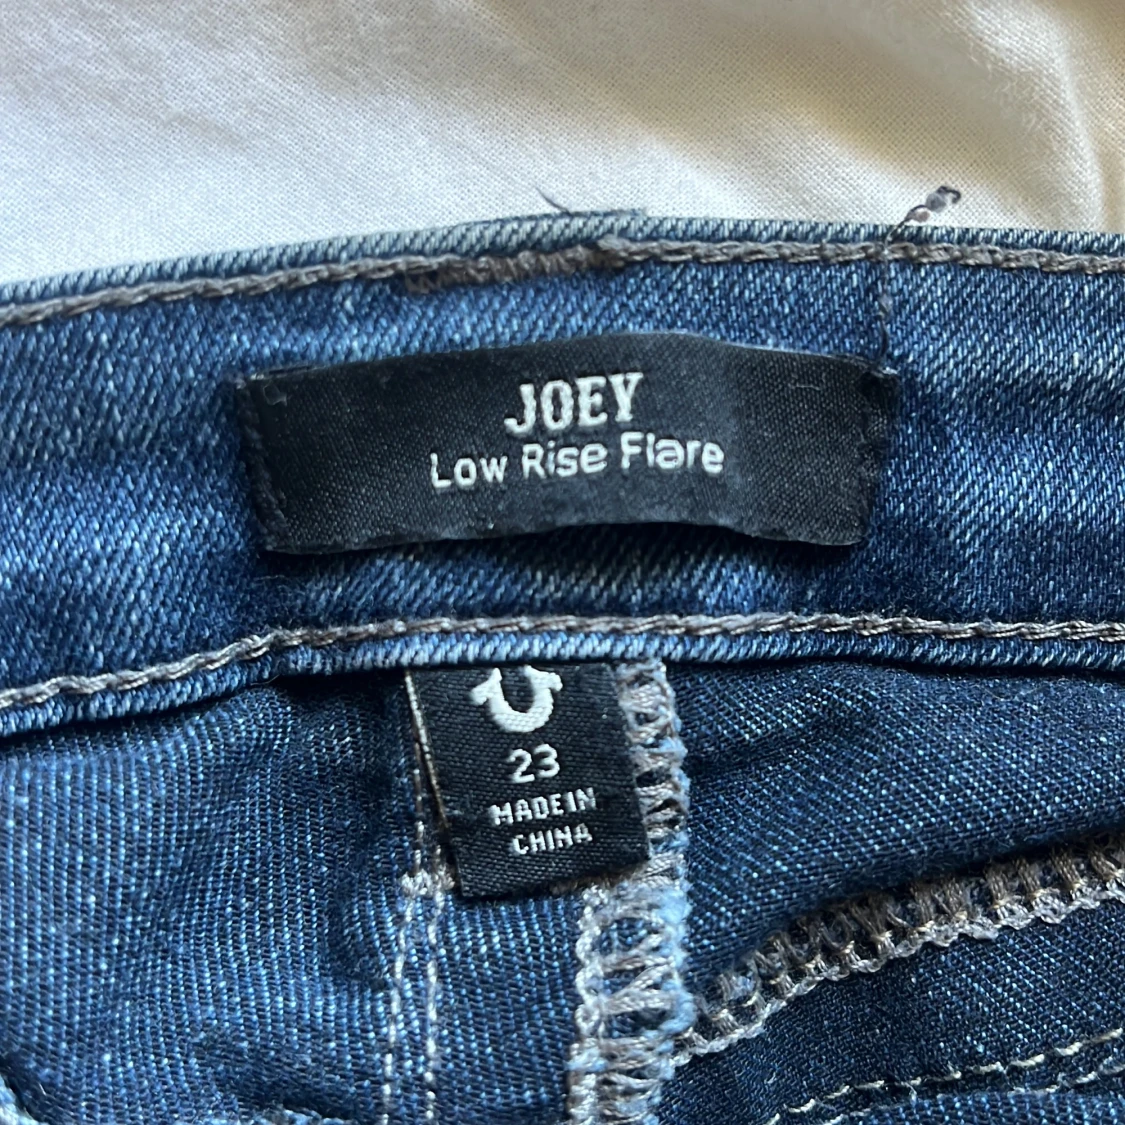 JOEY
Low Rise Flare
23
MADE IN
CHINA